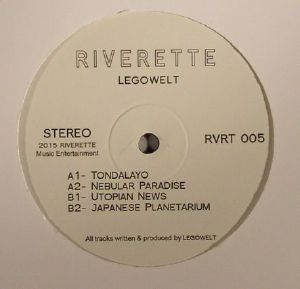 RIVERETTE
LEGOWELT
STEREO
2015 RIVERETTE
Music Entertainment
RVRT 005
A1- TONDALAYO
A2- NEBULAR PARADISE
B1- UTOPIAN NEWS
B2- JAPANESE PLANETARIUM
All tracks written & produced by LEGOWELT